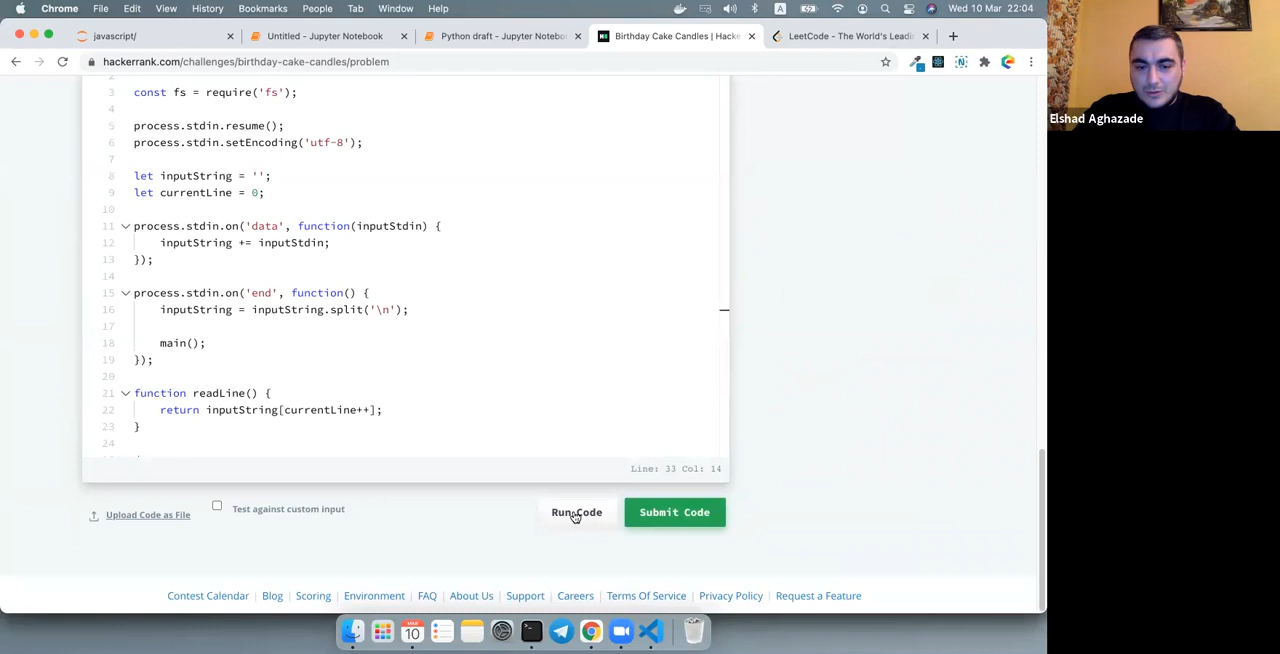 Chrome File Edit View History Bookmarks People Tab Window Help A Wed 10 Mar 22:04
javascript/ Untitled - Jupyter Notebook Python draft - Jupyter Notebo Birthday Cake Candles | Hacke LeetCode - The World's Leadi
hackerrank.com/challenges/birthday-cake-candles/problem
Elshad Aghazade
3 const fs = require('fs');
4
5 process.stdin.resume();
6 process.stdin.setEncoding('utf-8');
7
8 let inputString = '';
9 let currentLine = 0;
10
11 process.stdin.on('data', function(inputStdin) {
12 inputString += inputStdin;
13 });
14
15 process.stdin.on('end', function() {
16 inputString = inputString.split('\n');
17
18 main();
19 });
20
21 function readLine() {
22 return inputString[currentLine++];
23 }
24
Line: 33 Col: 14
Upload Code as File Test against custom input Run Code Submit Code
Contest Calendar Blog Scoring Environment FAQ About Us Support Careers Terms Of Service Privacy Policy Request a Feature
MAR
10